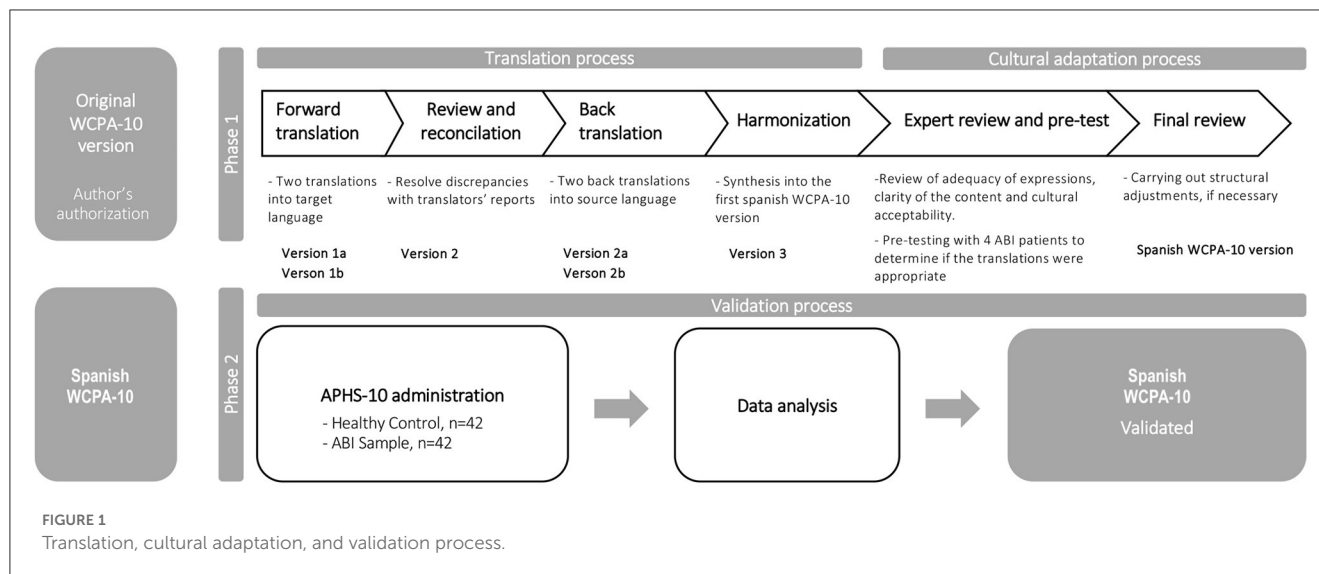 Original
WCPA-10
version
Author's
authorization
Phase 1
Translation process
Cultural adaptation process
Forward
translation
Review and
reconcilation
Back
translation
Harmonization
Expert review and pre-test
Final review
- Two translations
into target
language
Version 1a
Verson 1b
- Resolve discrepancies
with translators' reports
Version 2
- Two back translations
into source language
Version 2a
Verson 2b
- Synthesis into the
first spanish WCPA-10
version
Version 3
-Review of adequacy of expressions,
clarity of the content and cultural
acceptability.
- Pre-testing with 4 ABI patients to
determine if the translations were
appropriate
- Carrying out structural
adjustments, if necessary
Spanish WCPA-10 version
Spanish
WCPA-10
Phase 2
Validation process
APHS-10 administration
- Healthy Control, n=42
- ABI Sample, n=42
Data analysis
Spanish
WCPA-10
Validated
FIGURE 1
Translation, cultural adaptation, and validation process.